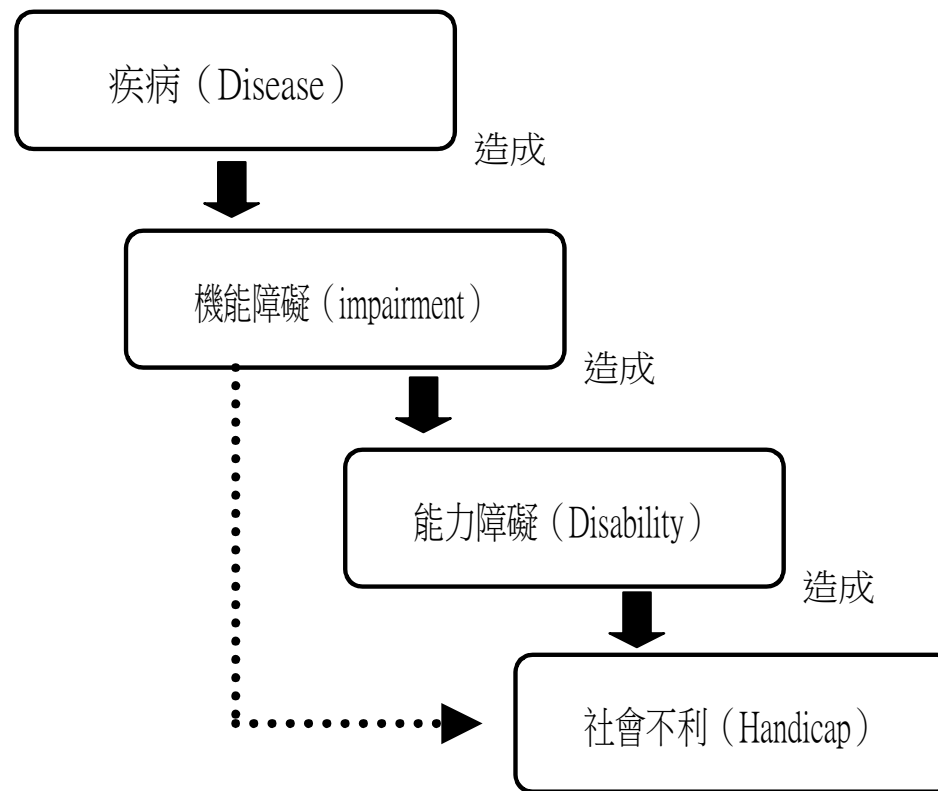 疾病（Disease）
造成
機能障礙（impairment）
造成
能力障礙（Disability）
造成
社會不利（Handicap）